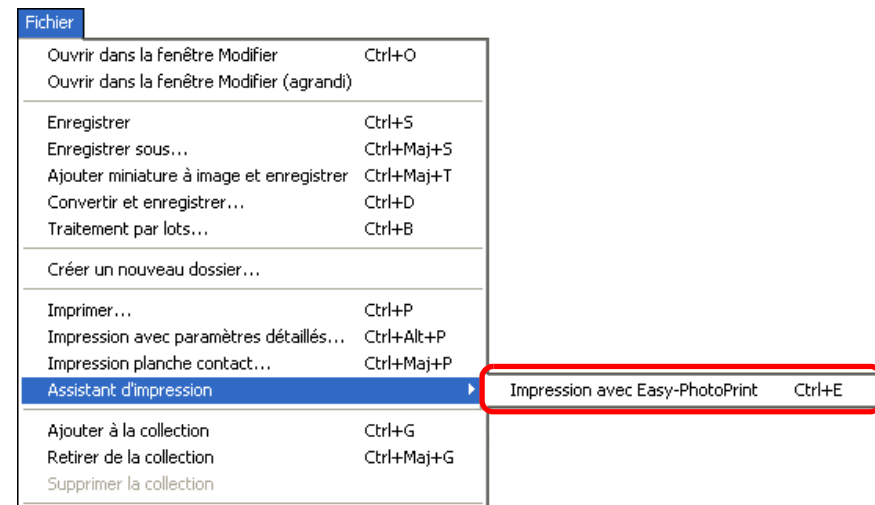 Fichier
Ouvrir dans la fenêtre Modifier Ctrl+O
Ouvrir dans la fenêtre Modifier (agrandi)
Enregistrer Ctrl+S
Enregistrer sous... Ctrl+Maj+S
Ajouter miniature à image et enregistrer Ctrl+Maj+T
Convertir et enregistrer... Ctrl+D
Traitement par lots... Ctrl+B
Créer un nouveau dossier...
Imprimer... Ctrl+P
Impression avec paramètres détaillés... Ctrl+Alt+P
Impression planche contact... Ctrl+Maj+P
Assistant d'impression
Impression avec Easy-PhotoPrint Ctrl+E
Ajouter à la collection Ctrl+G
Retirer de la collection Ctrl+Maj+G
Supprimer la collection